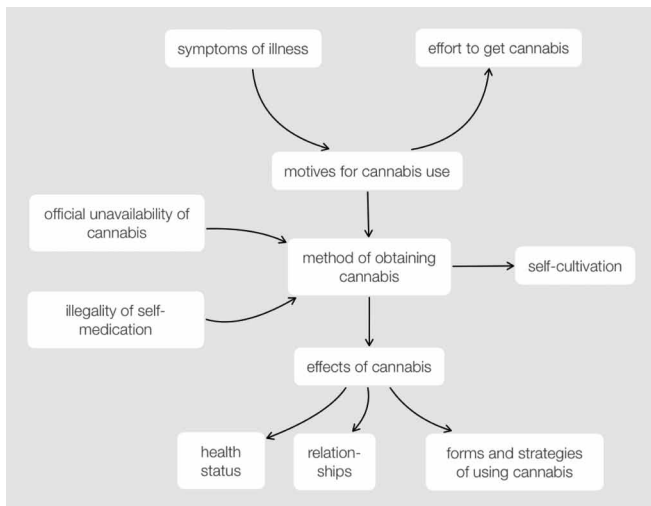 symptoms of illness
effort to get cannabis
motives for cannabis use
official unavailability of
cannabis
method of obtaining
cannabis
self-cultivation
illegality of self-
medication
effects of cannabis
health
status
relation-
ships
forms and strategies
of using cannabis